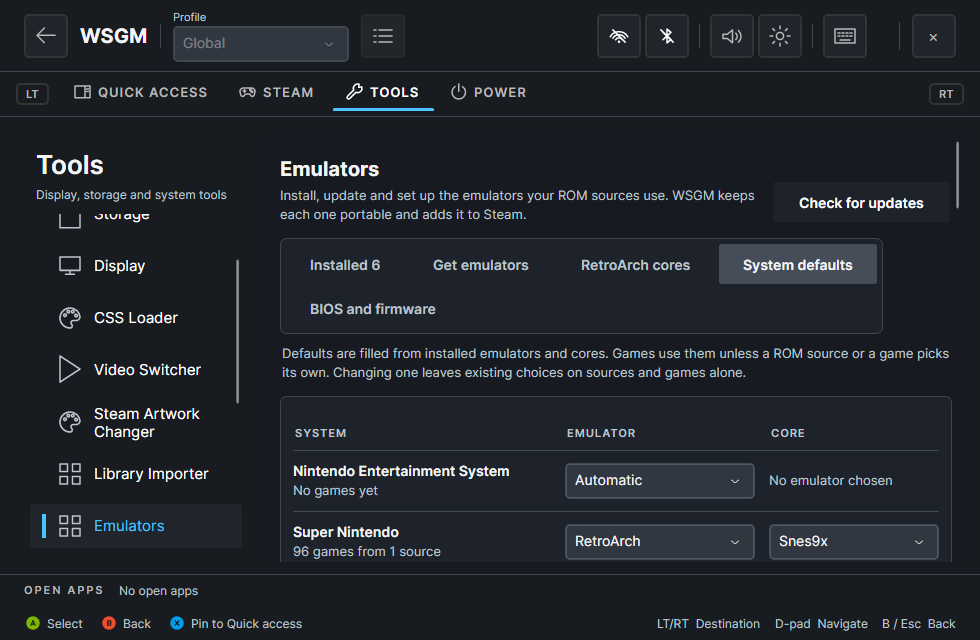 WSGM
Profile
Global
LT
QUICK ACCESS
STEAM
TOOLS
POWER
RT
Tools
Display, storage and system tools
Storage
Display
CSS Loader
Video Switcher
Steam Artwork
Changer
Library Importer
Emulators
Emulators
Install, update and set up the emulators your ROM sources use. WSGM keeps
each one portable and adds it to Steam.
Check for updates
Installed 6
Get emulators
RetroArch cores
System defaults
BIOS and firmware
Defaults are filled from installed emulators and cores. Games use them unless a ROM source or a game picks
its own. Changing one leaves existing choices on sources and games alone.
SYSTEM
EMULATOR
CORE
Nintendo Entertainment System
No games yet
Automatic
No emulator chosen
Super Nintendo
96 games from 1 source
RetroArch
Snes9x
OPEN APPS
No open apps
A Select
B Back
X Pin to Quick access
LT/RT Destination
D-pad Navigate
B / Esc Back